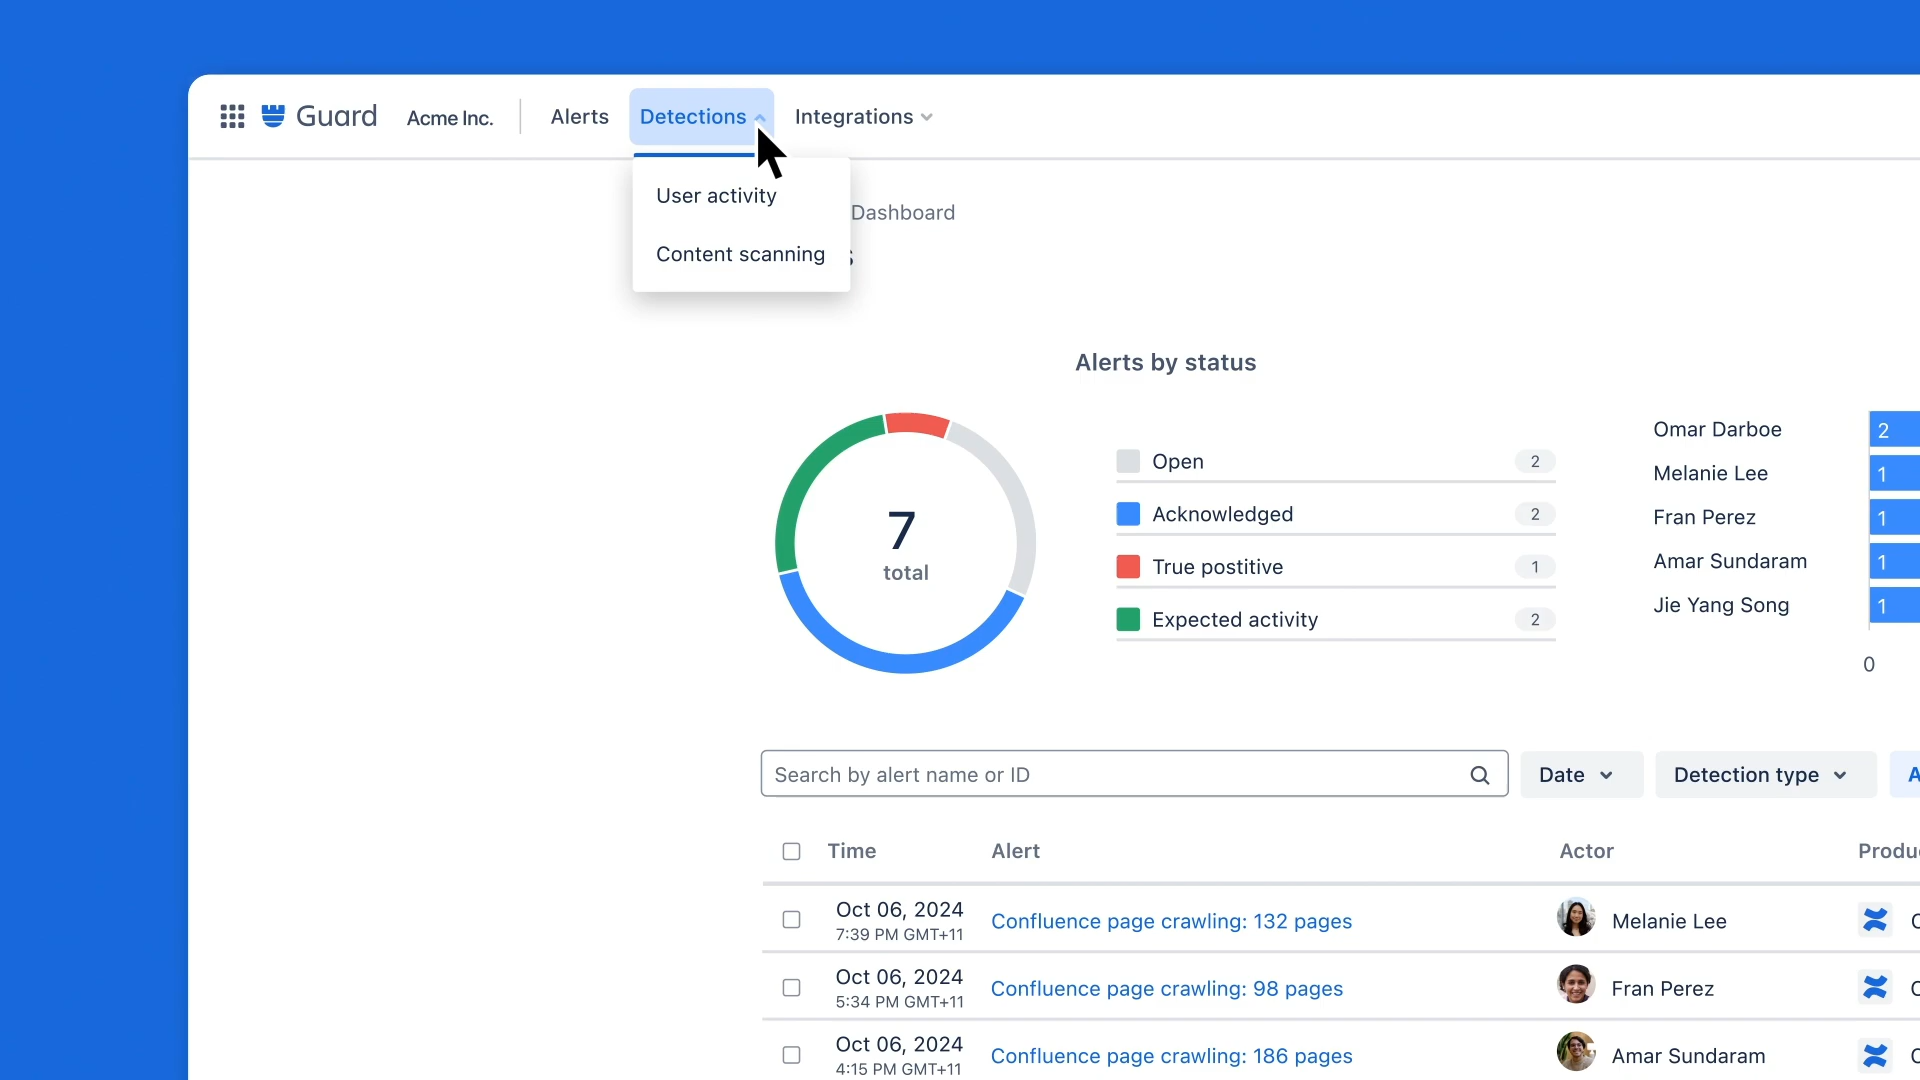 Guard
Acme Inc.
Alerts
Detections
Integrations
User activity
Content scanning
Dashboard
Alerts by status
7
total
Open 2
Acknowledged 2
True postitive 1
Expected activity 2
Omar Darboe 2
Melanie Lee 1
Fran Perez 1
Amar Sundaram 1
Jie Yang Song 1
0
Search by alert name or ID
Date
Detection type
Time Alert Actor
Oct 06, 2024
7:39 PM GMT+11
Confluence page crawling: 132 pages
Melanie Lee
Oct 06, 2024
5:34 PM GMT+11
Confluence page crawling: 98 pages
Fran Perez
Oct 06, 2024
4:15 PM GMT+11
Confluence page crawling: 186 pages
Amar Sundaram